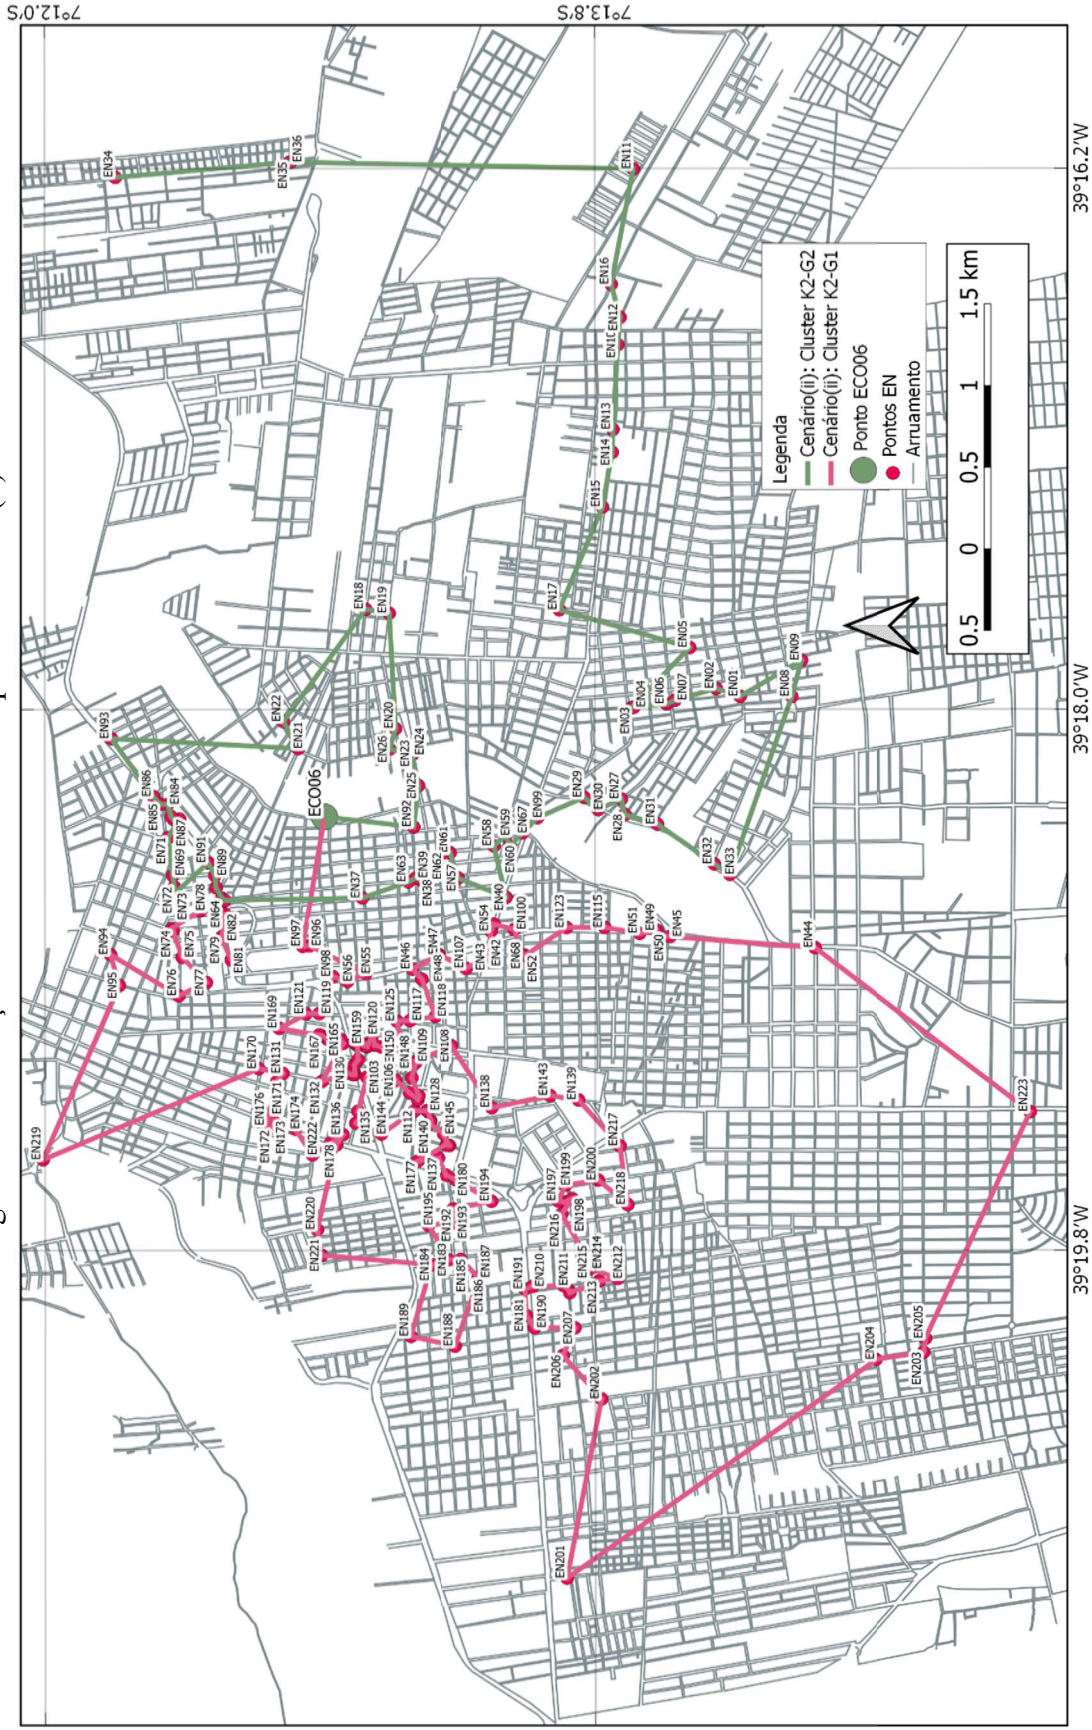 7°12.0'S
7°13.8'S
39°16.2'W
39°18.0'W
39°19.8'W
Legenda
Cenário(ii): Cluster K2-G2
Cenário(ii): Cluster K2-G1
Ponto ECO06
Pontos EN
Arruamento
0.5 0 0.5 1 1.5 km
EN34
EN35
EN36
EN11
EN16
EN12
EN13
EN14
EN15
EN17
EN18
EN19
EN05
EN04
EN03
EN06
EN07
EN02
EN01
EN09
EN08
EN22
EN21
EN20
EN26
EN23
EN24
EN25
EN92
EN93
ECO06
EN86
EN85
EN84
EN87
EN71
EN69
EN91
EN89
EN72
EN73
EN78
EN64
EN82
EN79
EN81
EN74
EN75
EN76
EN77
EN94
EN95
EN97
EN96
EN98
EN37
EN63
EN39
EN38
EN62
EN61
EN57
EN58
EN59
EN60
EN67
EN99
EN29
EN30
EN27
EN28
EN31
EN32
EN33
EN40
EN100
EN54
EN42
EN68
EN43
EN52
EN123
EN115
EN51
EN49
EN50
EN45
EN44
EN56
EN55
EN46
EN47
EN48
EN107
EN117
EN118
EN121
EN119
EN169
EN170
EN131
EN167
EN165
EN159
EN120
EN125
EN150
EN148
EN109
EN108
EN103
EN106
EN130
EN132
EN171
EN176
EN172
EN173
EN174
EN222
EN136
EN135
EN144
EN178
EN112
EN128
EN140
EN145
EN137
EN177
EN180
EN138
EN143
EN139
EN217
EN218
EN200
EN199
EN197
EN198
EN216
EN194
EN195
EN193
EN192
EN219
EN220
EN221
EN184
EN183
EN185
EN187
EN186
EN189
EN188
EN191
EN210
EN211
EN215
EN214
EN212
EN213
EN181
EN190
EN207
EN206
EN202
EN201
EN204
EN203
EN205
EN223